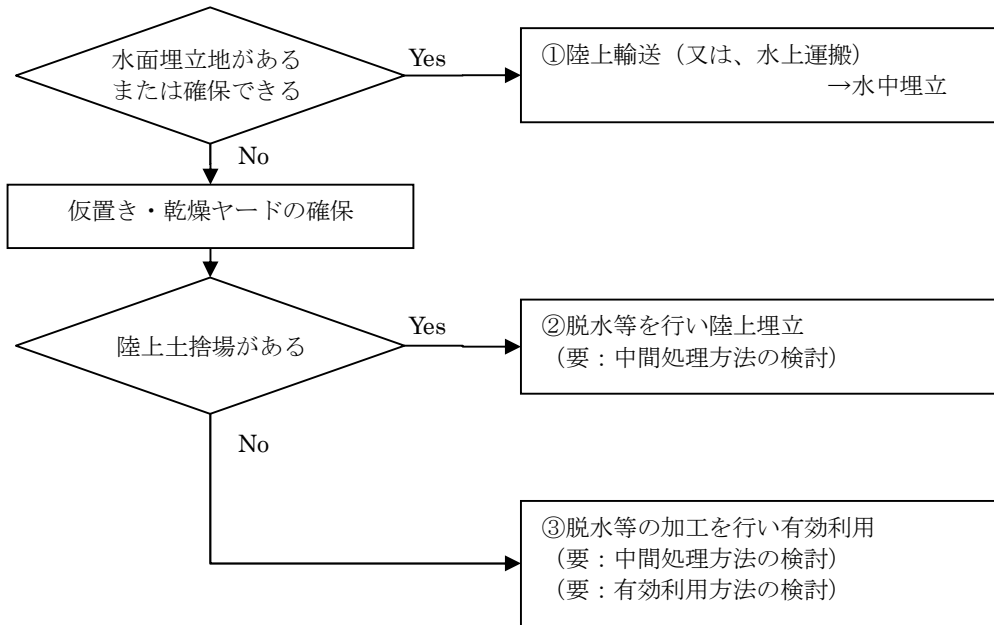 水面埋立地がある
または確保できる
Yes
①陸上輸送（又は、水上運搬）
→水中埋立
No
仮置き・乾燥ヤードの確保
陸上土捨場がある
Yes
②脱水等を行い陸上埋立
（要：中間処理方法の検討）
No
③脱水等の加工を行い有効利用
（要：中間処理方法の検討）
（要：有効利用方法の検討）